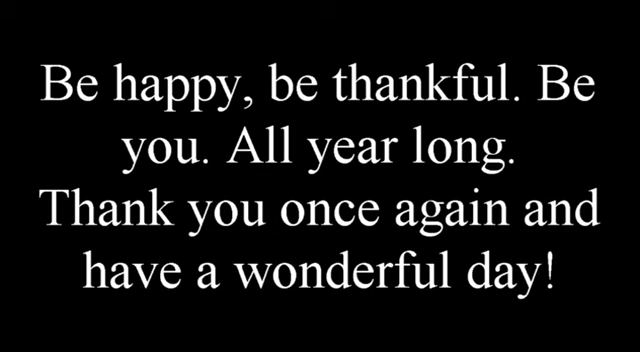 Be happy, be thankful. Be
you. All year long.
Thank you once again and
have a wonderful day!